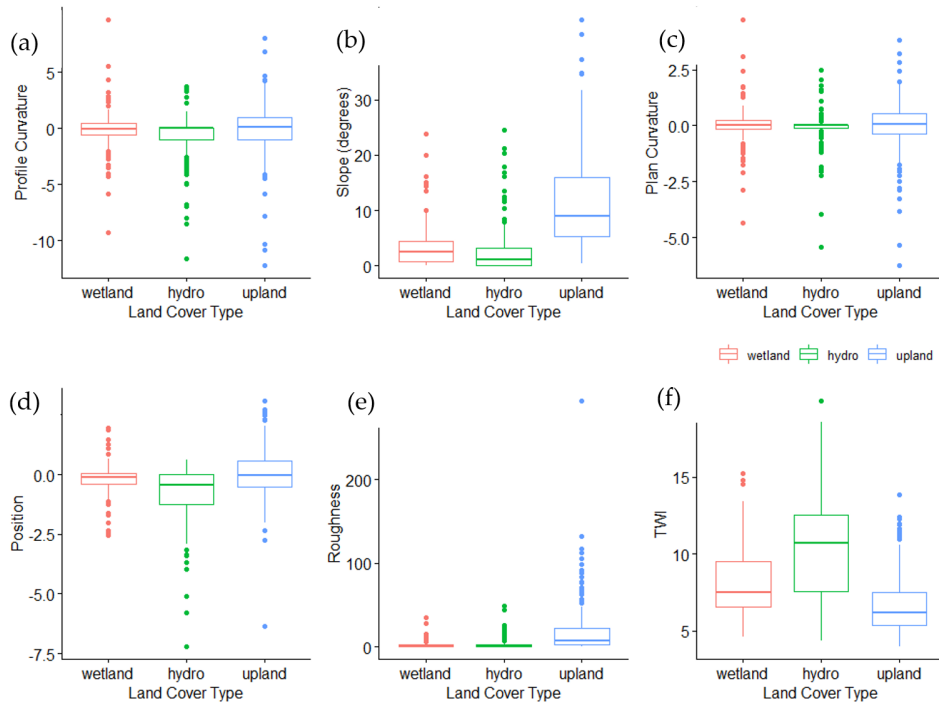 (a)
Profile Curvature
5
0
-5
-10
wetland hydro upland
Land Cover Type
(b)
Slope (degrees)
30
20
10
0
wetland hydro upland
Land Cover Type
(c)
Plan Curvature
2.5
0.0
-2.5
-5.0
wetland hydro upland
Land Cover Type
wetland hydro upland
(d)
Position
0.0
-2.5
-5.0
-7.5
wetland hydro upland
Land Cover Type
(e)
Roughness
200
100
0
wetland hydro upland
Land Cover Type
(f)
TWI
15
10
5
wetland hydro upland
Land Cover Type